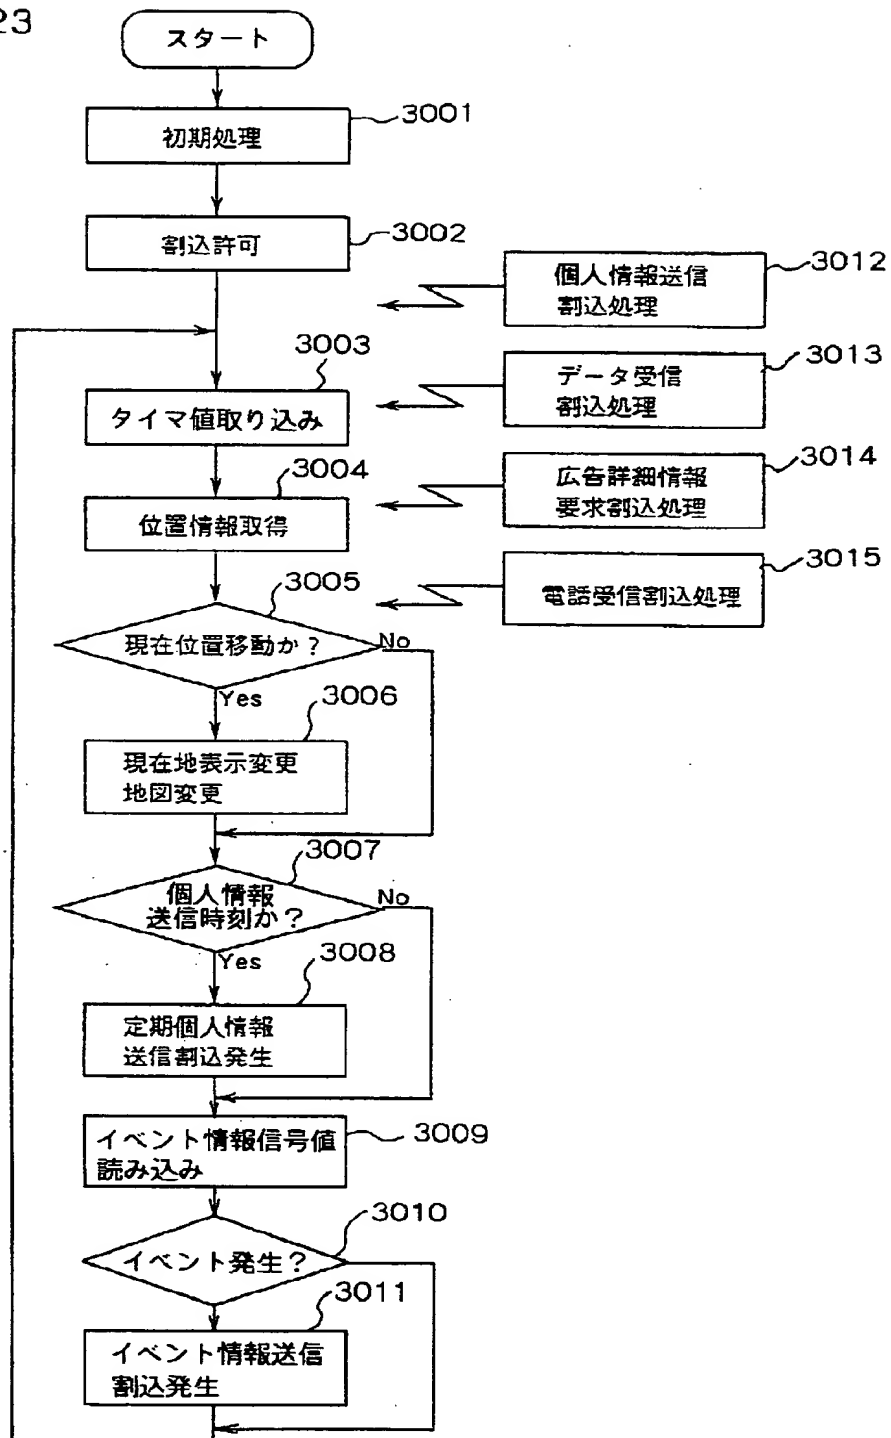 23
スタート
初期処理
3001
割込許可
3002
個人情報送信
割込処理
3012
3003
タイマ値取り込み
データ受信
割込処理
3013
3004
位置情報取得
広告詳細情報
要求割込処理
3014
3005
現在位置移動か?
No
Yes
電話受信割込処理
3015
3006
現在地表示変更
地図変更
3007
個人情報
送信時刻か?
No
Yes
3008
定期個人情報
送信割込発生
イベント情報信号値
読み込み
3009
3010
イベント発生?
3011
イベント情報送信
割込発生